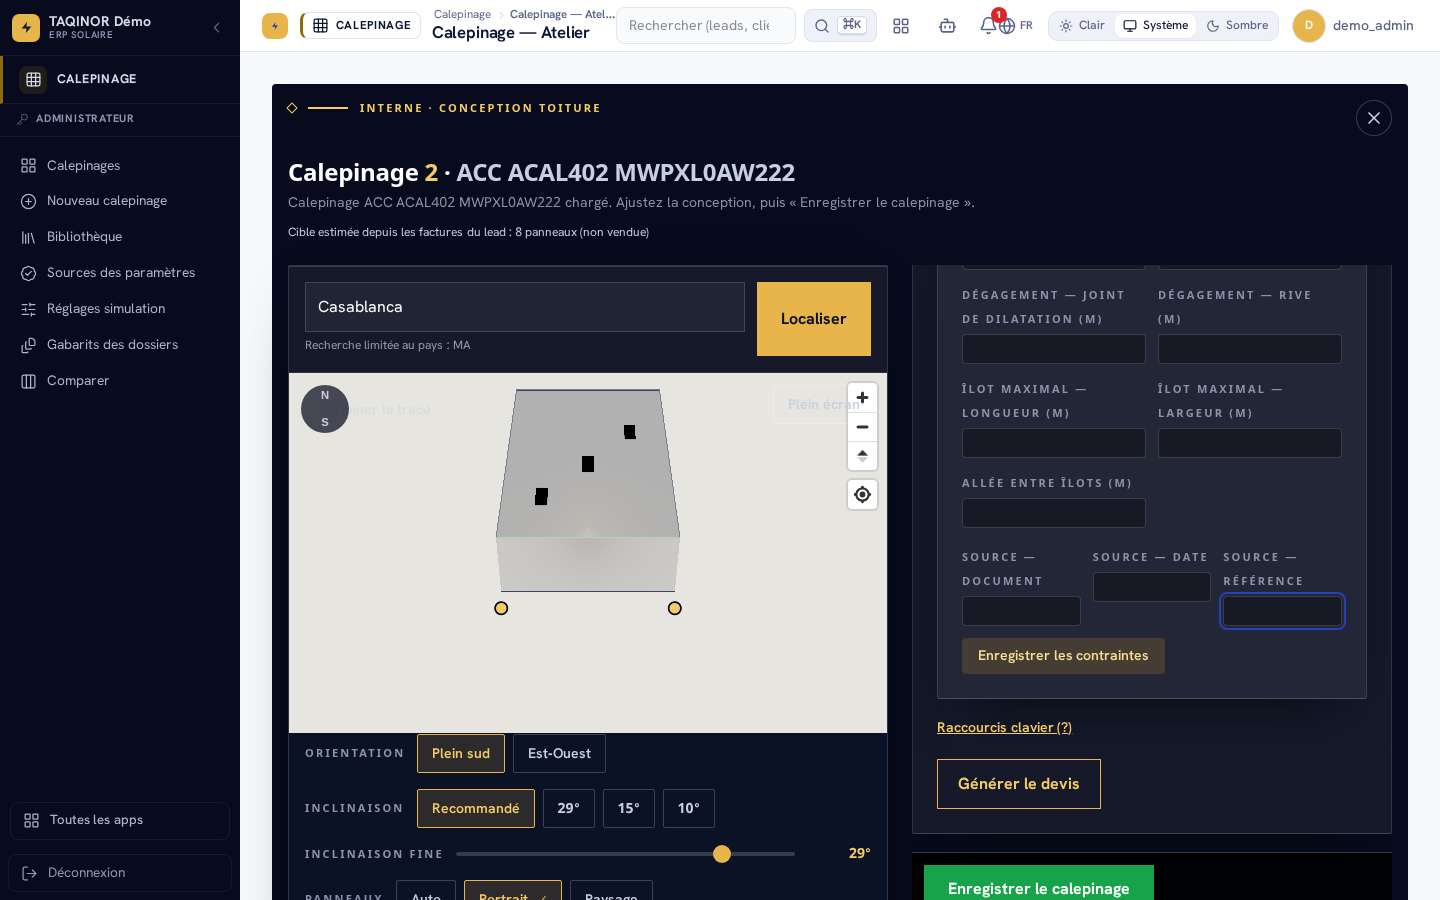 TAQINOR Démo
ERP SOLAIRE
CALEPINAGE
ADMINISTRATEUR
Calepinages
Nouveau calepinage
Bibliothèque
Sources des paramètres
Réglages simulation
Gabarits des dossiers
Comparer
Toutes les apps
Déconnexion
CALEPINAGE
Calepinage
Calepinage — Atel...
Calepinage — Atelier
Rechercher (leads, clie
⌘K
1
FR
Clair
Système
Sombre
D
demo_admin
INTERNE · CONCEPTION TOITURE
Calepinage 2 · ACC ACAL402 MWPXL0AW222
Calepinage ACC ACAL402 MWPXL0AW222 chargé. Ajustez la conception, puis « Enregistrer le calepinage ».
Cible estimée depuis les factures du lead : 8 panneaux (non vendue)
Casablanca
Localiser
Recherche limitée au pays : MA
N
S
le tracé
Plein écran
ORIENTATION
Plein sud
Est-Ouest
INCLINAISON
Recommandé
29°
15°
10°
INCLINAISON FINE
29°
PANNEAUX
Auto
Portrait ✓
Paysage
DÉGAGEMENT — JOINT DE DILATATION (M)
DÉGAGEMENT — RIVE (M)
ÎLOT MAXIMAL — LONGUEUR (M)
ÎLOT MAXIMAL — LARGEUR (M)
ALLÉE ENTRE ÎLOTS (M)
SOURCE — DOCUMENT
SOURCE — DATE
SOURCE — RÉFÉRENCE
Enregistrer les contraintes
Raccourcis clavier (?)
Générer le devis
Enregistrer le calepinage